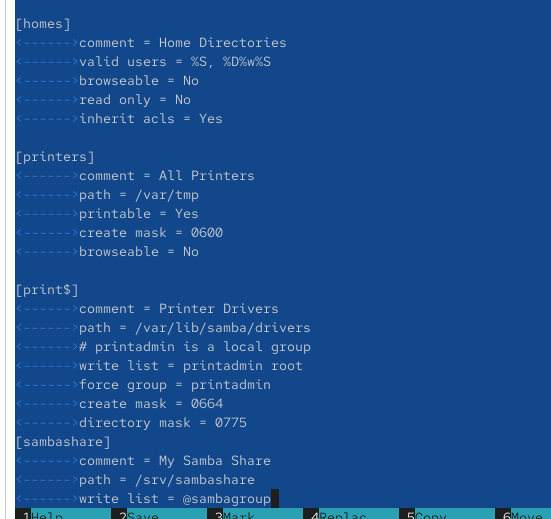 [homes]
<------>comment = Home Directories
<------>valid users = %S, %D%w%S
<------>browseable = No
<------>read only = No
<------>inherit acls = Yes
[printers]
<------>comment = All Printers
<------>path = /var/tmp
<------>printable = Yes
<------>create mask = 0600
<------>browseable = No
[print$]
<------>comment = Printer Drivers
<------>path = /var/lib/samba/drivers
<------># printadmin is a local group
<------>write list = printadmin root
<------>force group = printadmin
<------>create mask = 0664
<------>directory mask = 0775
[sambashare]
<------>comment = My Samba Share
<------>path = /srv/sambashare
<------>write list = @sambagroup
1Help 2Save 3Mark 4Replac 5Copy 6Move